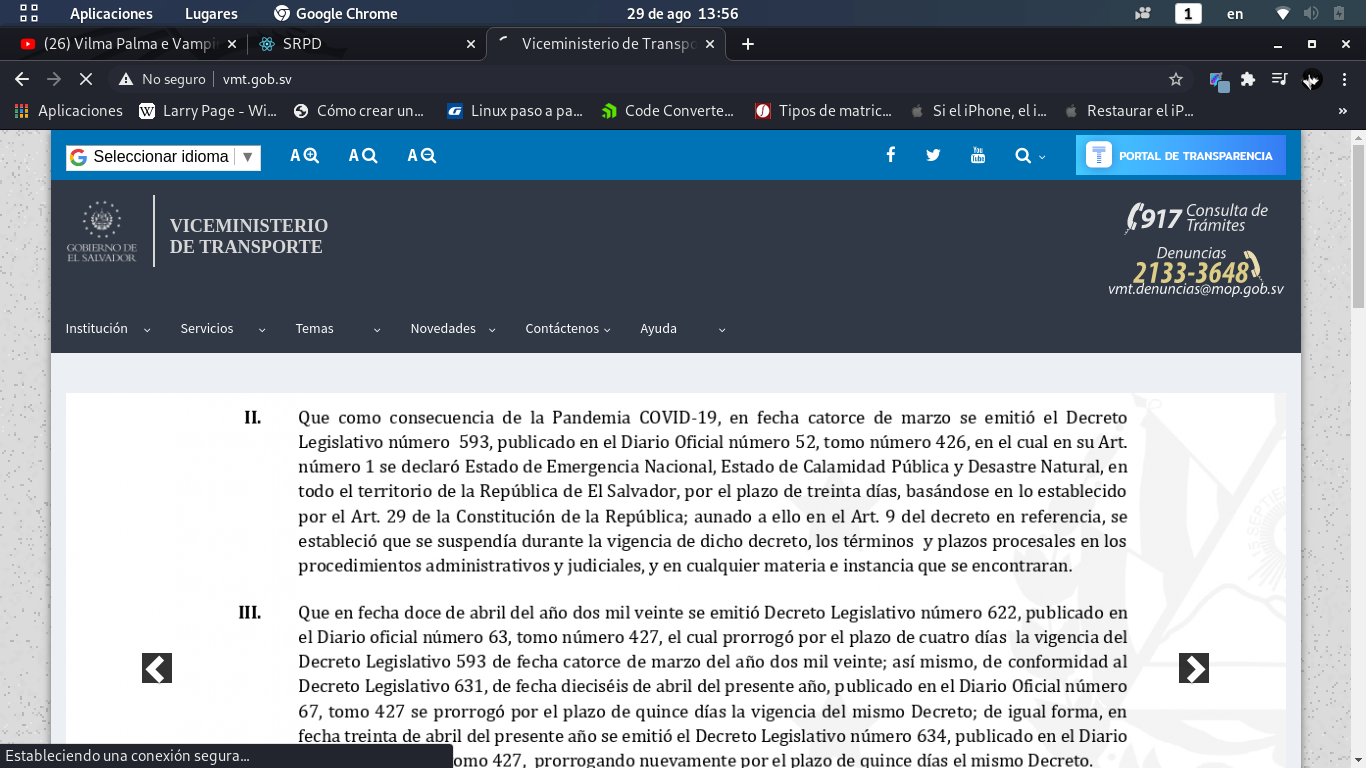 Aplicaciones Lugares Google Chrome 29 de ago 13:56 1 en
(26) Vilma Palma e Vampi SRPD Viceministerio de Transpo
No seguro vmt.gob.sv
Aplicaciones Larry Page - Wi... Cómo crear un... Linux paso a pa... Code Converte... Tipos de matric... Si el iPhone, el i... Restaurar el iP... »
Seleccionar idioma ▼ A A A PORTAL DE TRANSPARENCIA
GOBIERNO DE
EL SALVADOR
VICEMINISTERIO
DE TRANSPORTE
917 Consulta de
Trámites
Denuncias
2133-3648
vmt.denuncias@mop.gob.sv
Institución Servicios Temas Novedades Contáctenos Ayuda
II. Que como consecuencia de la Pandemia COVID-19, en fecha catorce de marzo se emitió el Decreto
Legislativo número 593, publicado en el Diario Oficial número 52, tomo número 426, en el cual en su Art.
número 1 se declaró Estado de Emergencia Nacional, Estado de Calamidad Pública y Desastre Natural, en
todo el territorio de la República de El Salvador, por el plazo de treinta días, basándose en lo establecido
por el Art. 29 de la Constitución de la República; aunado a ello en el Art. 9 del decreto en referencia, se
estableció que se suspendía durante la vigencia de dicho decreto, los términos y plazos procesales en los
procedimientos administrativos y judiciales, y en cualquier materia e instancia que se encontraran.
III. Que en fecha doce de abril del año dos mil veinte se emitió Decreto Legislativo número 622, publicado en
el Diario oficial número 63, tomo número 427, el cual prorrogó por el plazo de cuatro días la vigencia del
Decreto Legislativo 593 de fecha catorce de marzo del año dos mil veinte; así mismo, de conformidad al
Decreto Legislativo 631, de fecha dieciséis de abril del presente año, publicado en el Diario Oficial número
67, tomo 427 se prorrogó por el plazo de quince días la vigencia del mismo Decreto; de igual forma, en
fecha treinta de abril del presente año se emitió el Decreto Legislativo número 634, publicado en el Diario
omo 427, prorrogando nuevamente por el plazo de quince días el mismo Decreto.
Estableciendo una conexión segura...